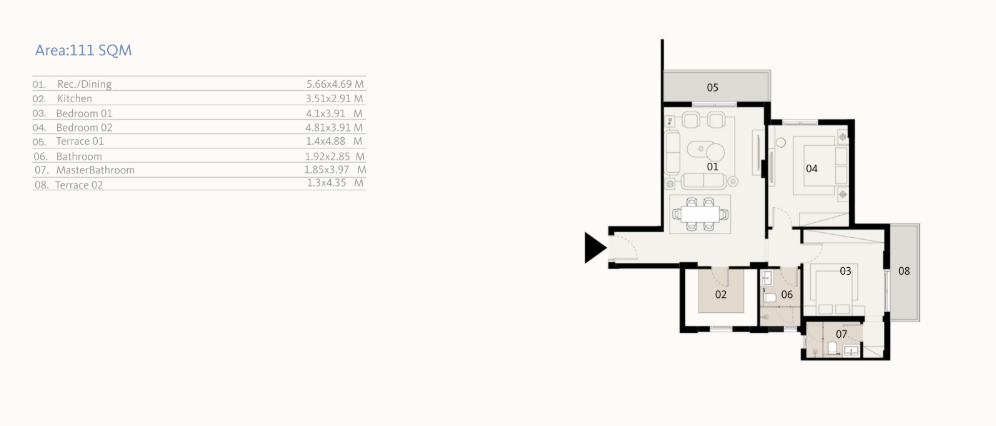 Area:111 SQM
01. Rec./Dining 5.66x4.69 M
02. Kitchen 3.51x2.91 M
03. Bedroom 01 4.1x3.91 M
04. Bedroom 02 4.81x3.91 M
05. Terrace 01 1.4x4.88 M
06. Bathroom 1.92x2.85 M
07. MasterBathroom 1.85x3.97 M
08. Terrace 02 1.3x4.35 M
05
01
04
03
08
02
06
07